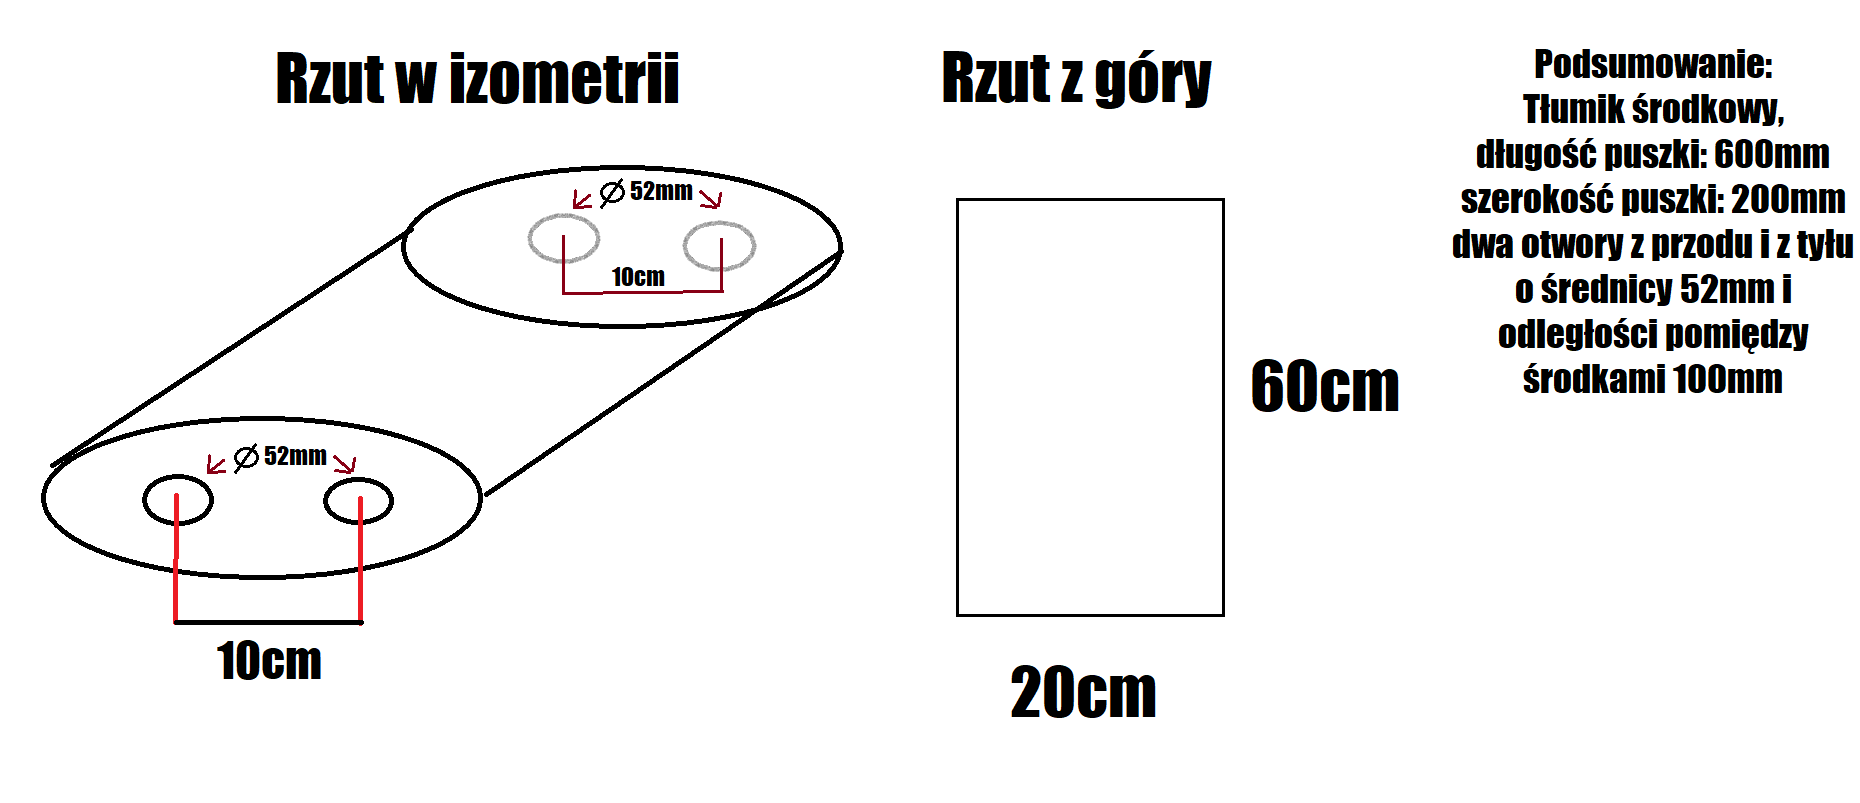 Rzut w izometrii
Ø 52mm
10cm
Ø 52mm
10cm
Rzut z góry
60cm
20cm
Podsumowanie:
Tłumik środkowy,
długość puszki: 600mm
szerokość puszki: 200mm
dwa otwory z przodu i z tyłu
o średnicy 52mm i
odległości pomiędzy
środkami 100mm